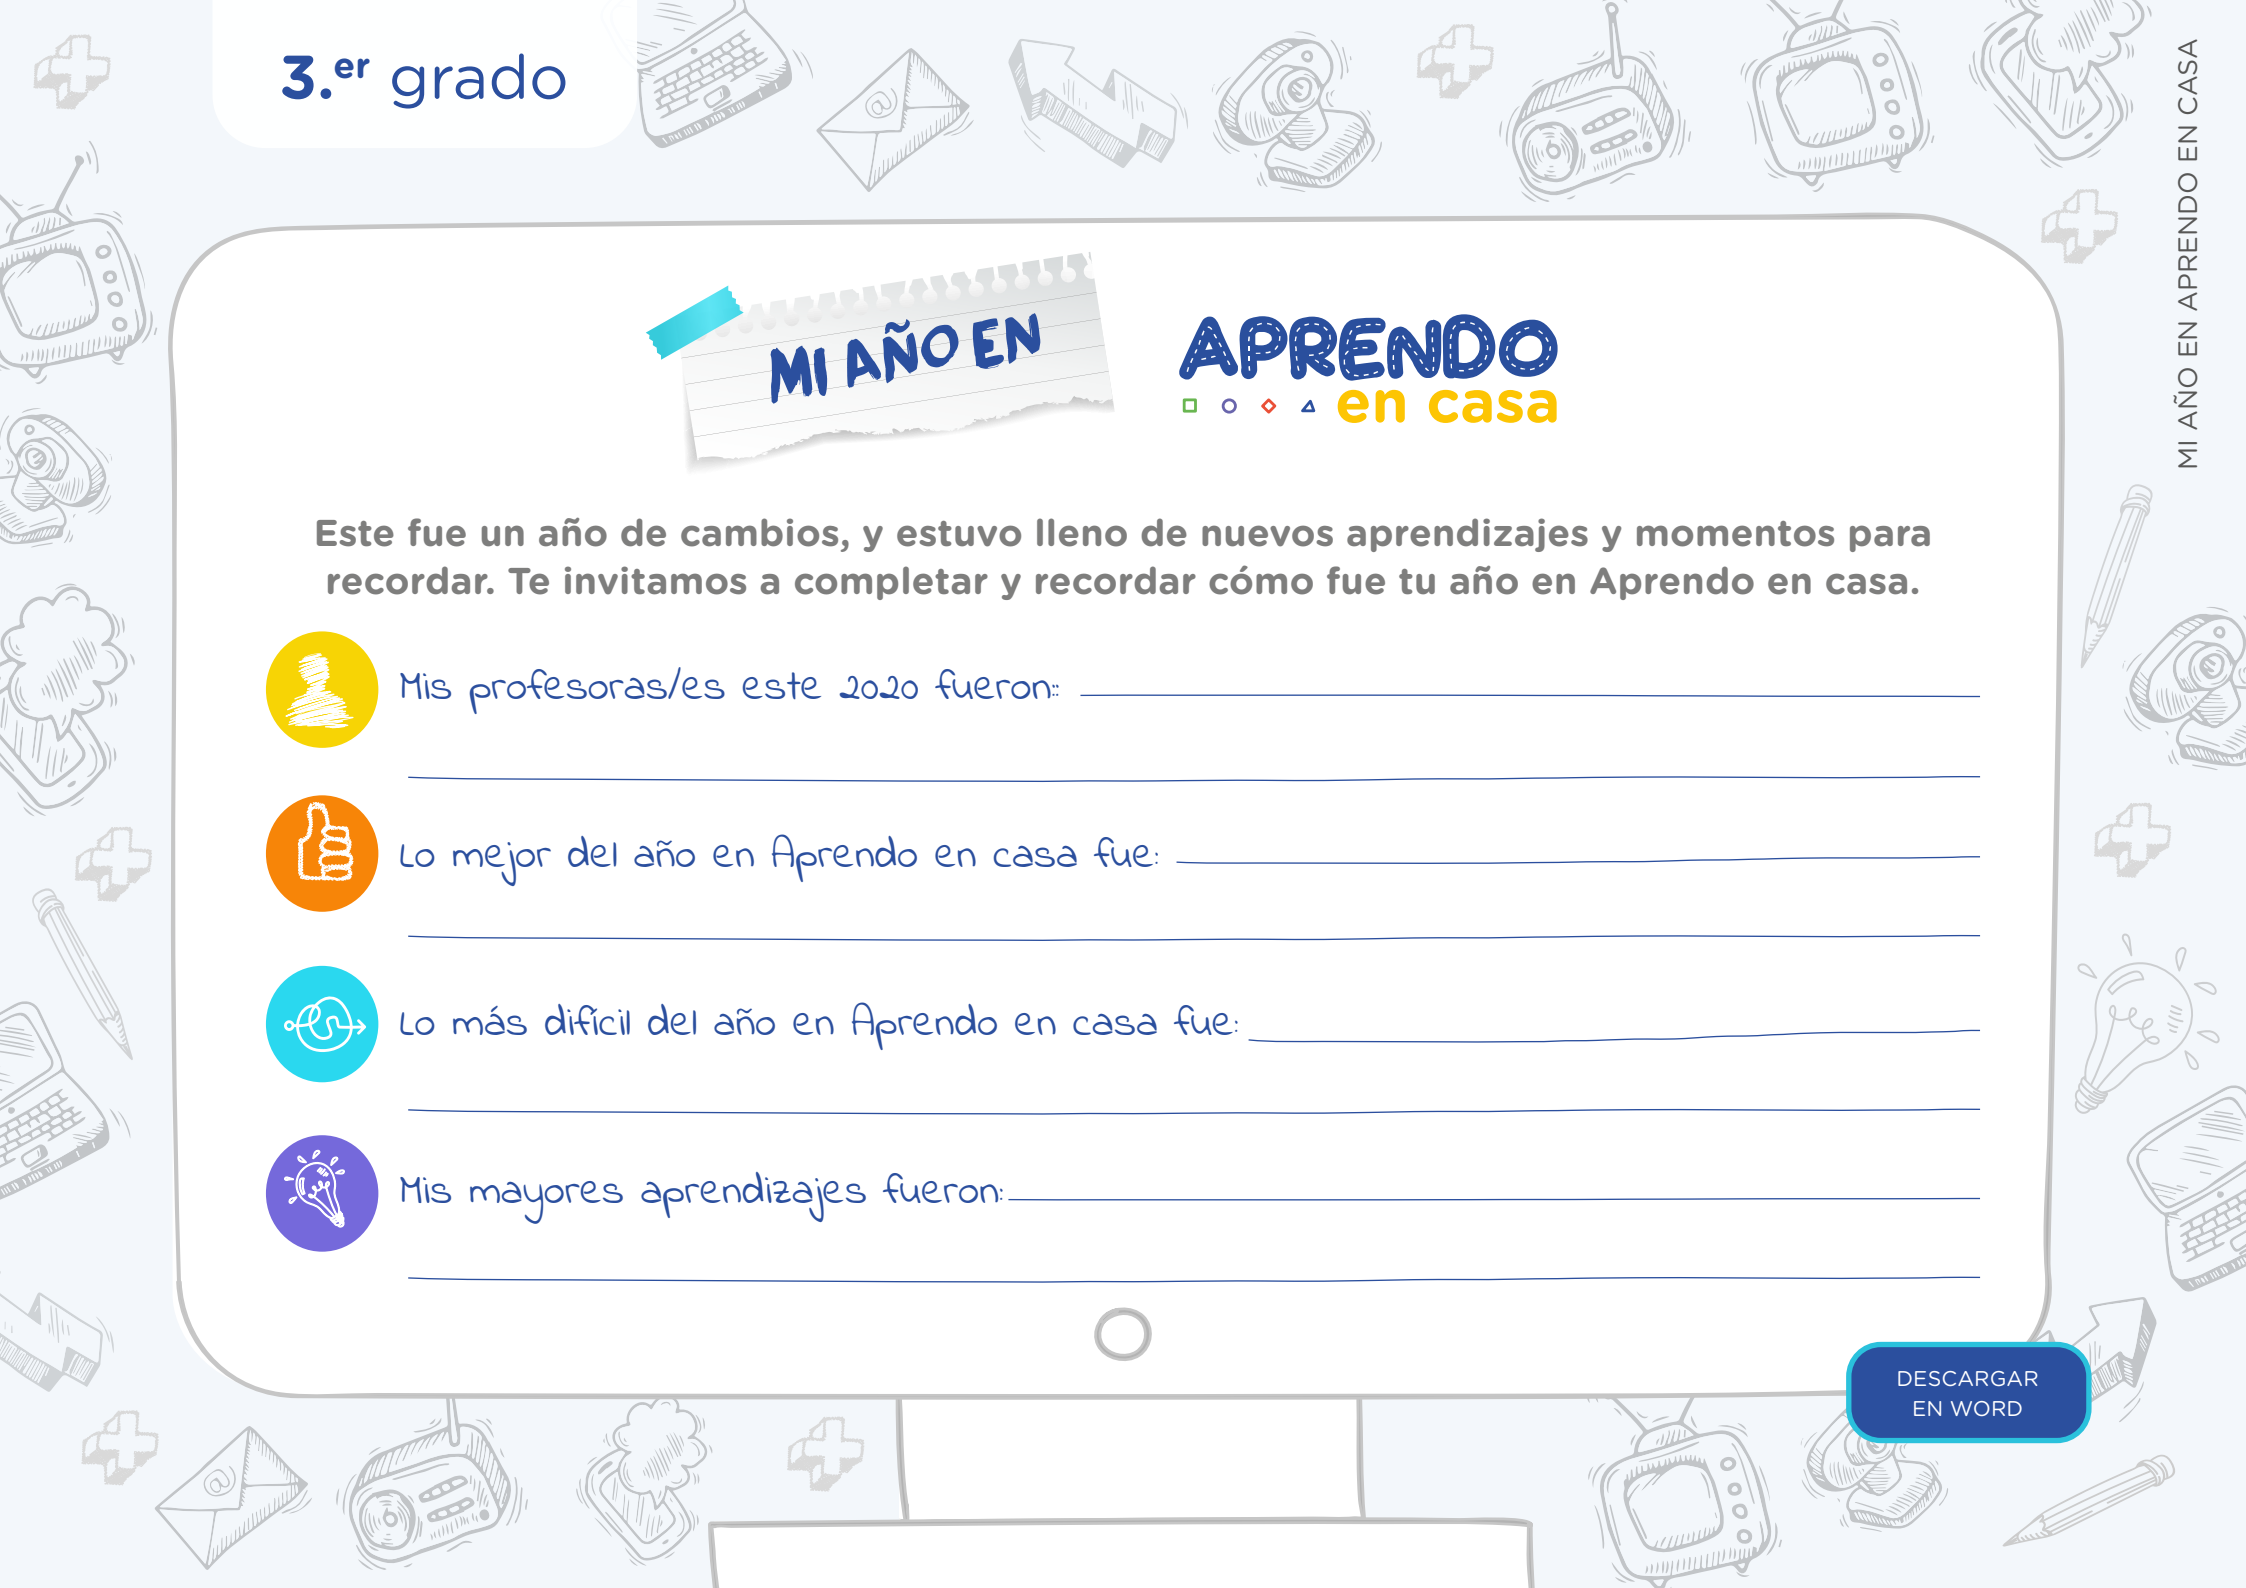 3.er grado
MI AÑO EN APRENDO EN CASA
MI AÑO EN
APRENDO
en casa
Este fue un año de cambios, y estuvo lleno de nuevos aprendizajes y momentos para
recordar. Te invitamos a completar y recordar cómo fue tu año en Aprendo en casa.
Mis profesoras/es este 2020 fueron::
Lo mejor del año en Aprendo en casa fue:
Lo más difícil del año en Aprendo en casa fue:
Mis mayores aprendizajes fueron:
DESCARGAR
EN WORD